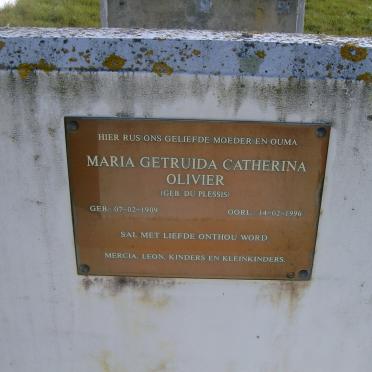 HIER RUS ONS GELIEFDE MOEDER EN OUMA
MARIA GETRUIDA CATHERINA
OLIVIER
(GEB. DU PLESSIS)
GEB: 07-02-1909 OORL: 14-02-1996
SAL MET LIEFDE ONTHOU WORD
MERCIA, LEON, KINDERS EN KLEINKINDERS.